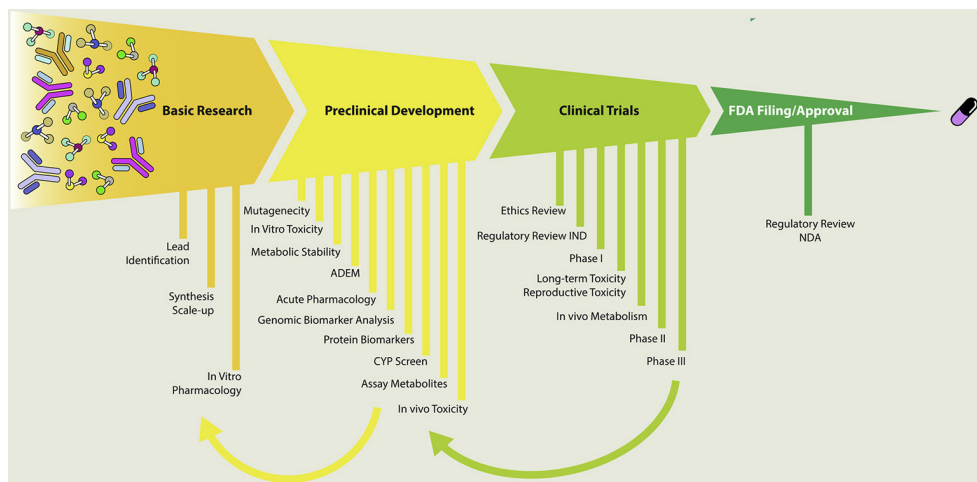 Basic Research
Preclinical Development
Clinical Trials
FDA Filing/Approval
Lead
Identification
Synthesis
Scale-up
In Vitro
Pharmacology
Mutagenecity
In Vitro Toxicity
Metabolic Stability
ADEM
Acute Pharmacology
Genomic Biomarker Analysis
Protein Biomarkers
CYP Screen
Assay Metabolites
In vivo Toxicity
Ethics Review
Regulatory Review IND
Phase I
Long-term Toxicity
Reproductive Toxicity
In vivo Metabolism
Phase II
Phase III
Regulatory Review
NDA